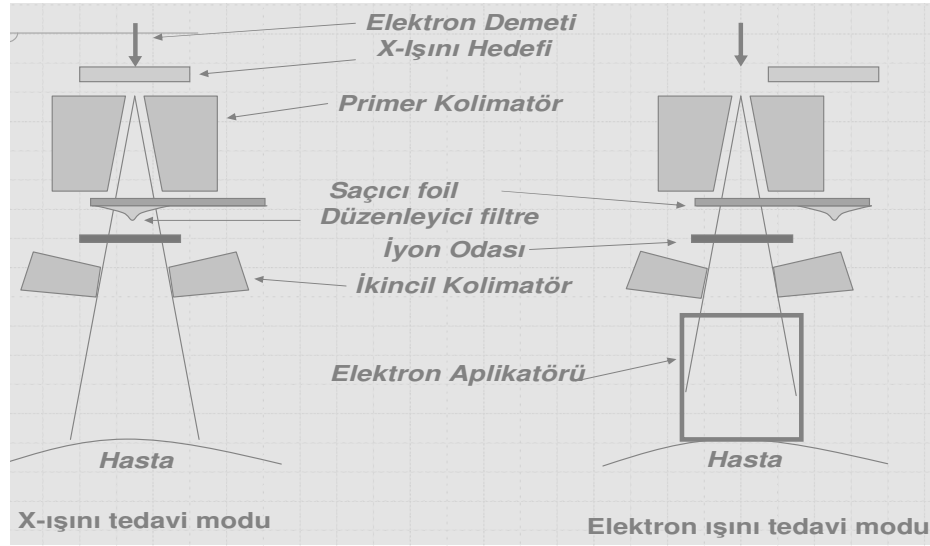 Elektron Demeti
X-Işını Hedefi
Primer Kolimatör
Saçıcı foil
Düzenleyici filtre
İyon Odası
İkincil Kolimatör
Elektron Aplikatörü
Hasta
Hasta
X-ışını tedavi modu
Elektron ışını tedavi modu